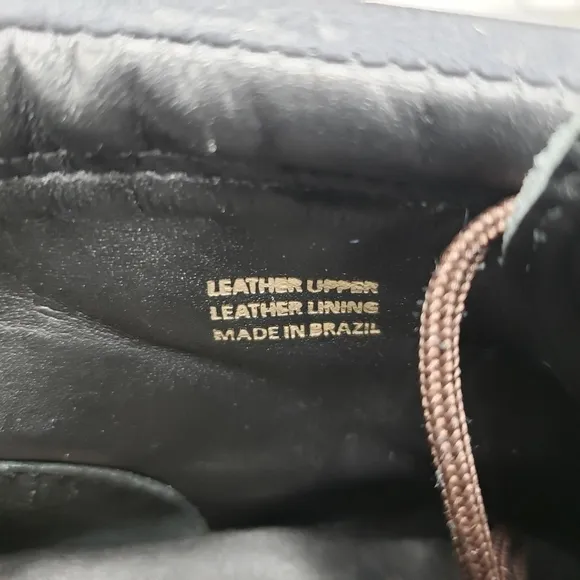 LEATHER UPPER
LEATHER LINING
MADE IN BRAZIL